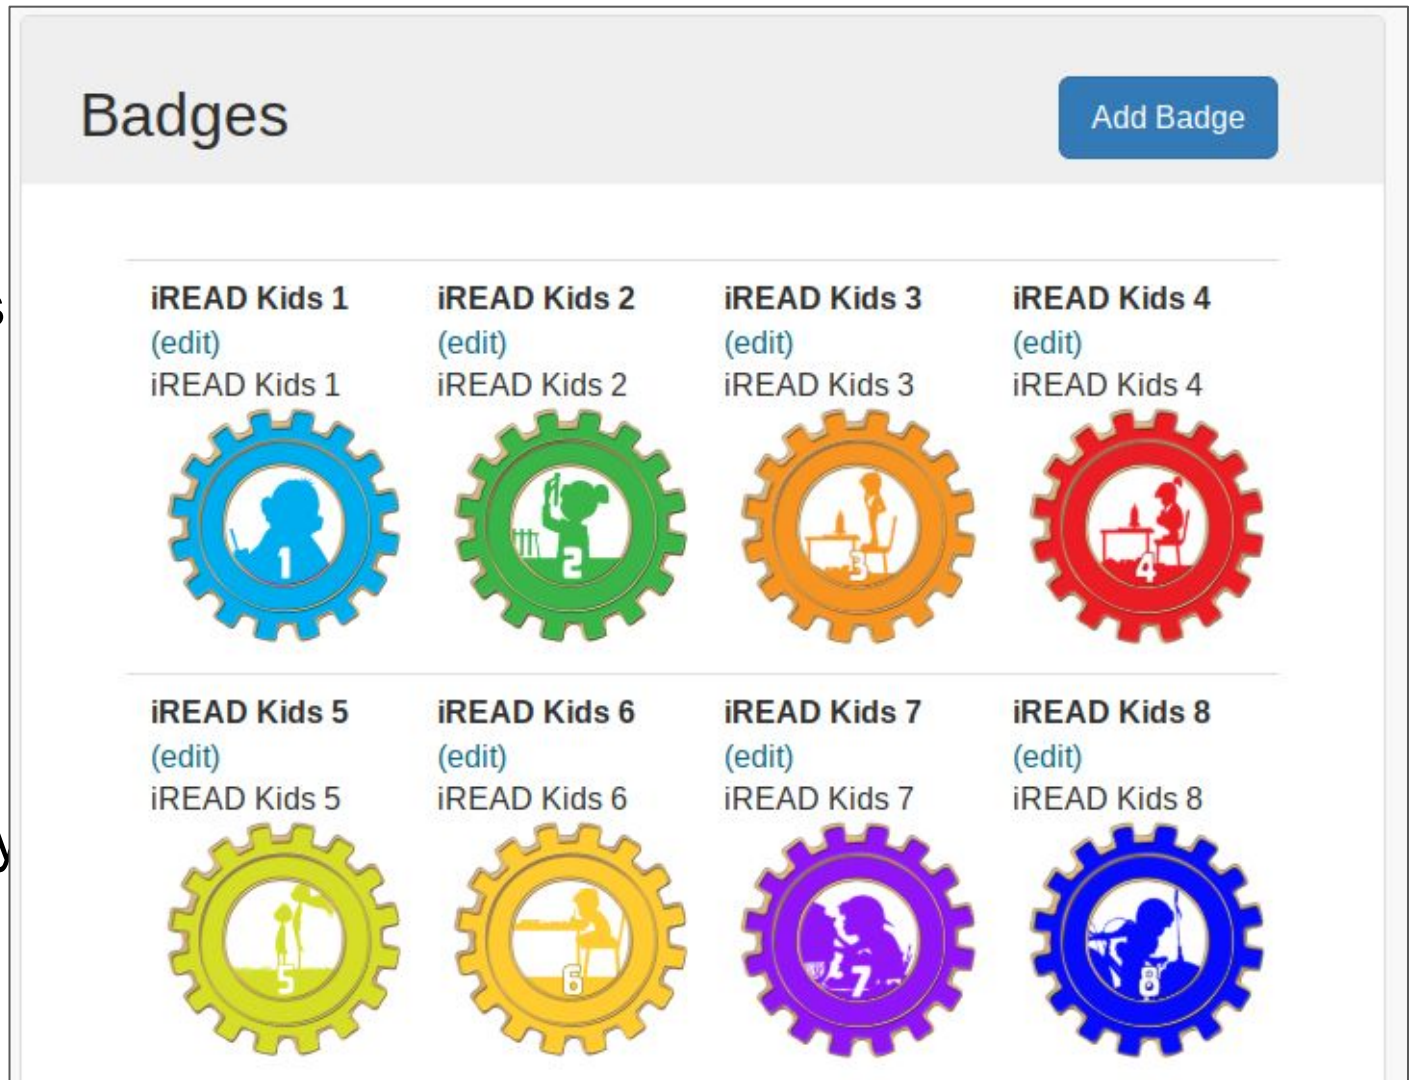 Badges
Add Badge
iREAD Kids 1 iREAD Kids 2 iREAD Kids 3 iREAD Kids 4
(edit) (edit) (edit) (edit)
iREAD Kids 1 iREAD Kids 2 iREAD Kids 3 iREAD Kids 4
1 2 3 4
s
iREAD Kids 5 iREAD Kids 6 iREAD Kids 7 iREAD Kids 8
(edit) (edit) (edit) (edit)
iREAD Kids 5 iREAD Kids 6 iREAD Kids 7 iREAD Kids 8
y
5 6 7 8